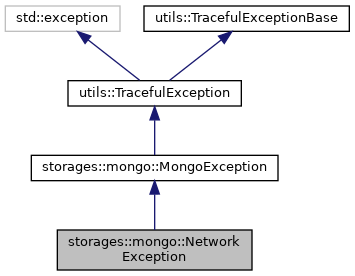 std::exception
utils::TracefulExceptionBase
utils::TracefulException
storages::mongo::MongoException
storages::mongo::Network
Exception